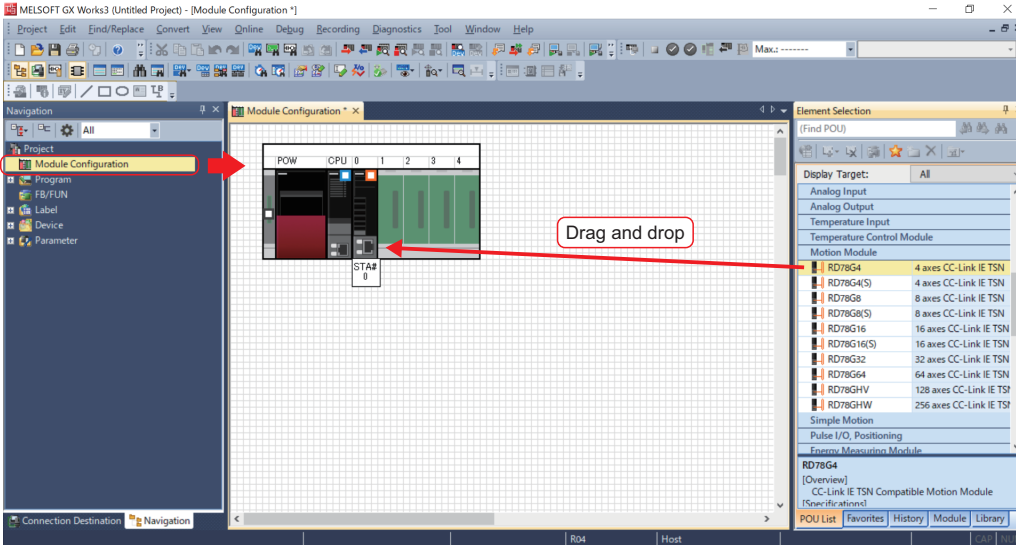 MELSOFT GX Works3 (Untitled Project) - [Module Configuration *]
Project Edit Find/Replace Convert View Online Debug Recording Diagnostics Tool Window Help
Max.: -------
Navigation
Module Configuration *
Element Selection
All
(Find POU)
Project
Module Configuration
Program
FB/FUN
Label
Device
Parameter
POW CPU 0 1 2 3 4
STA#
0
Drag and drop
Display Target: All
Analog Input
Analog Output
Temperature Input
Temperature Control Module
Motion Module
RD78G4 4 axes CC-Link IE TSN
RD78G4(S) 4 axes CC-Link IE TSN
RD78G8 8 axes CC-Link IE TSN
RD78G8(S) 8 axes CC-Link IE TSN
RD78G16 16 axes CC-Link IE TSN
RD78G16(S) 16 axes CC-Link IE TSN
RD78G32 32 axes CC-Link IE TSN
RD78G64 64 axes CC-Link IE TSN
RD78GHV 128 axes CC-Link IE TSN
RD78GHW 256 axes CC-Link IE TSN
Simple Motion
Pulse I/O, Positioning
Energy Measuring Module
RD78G4
[Overview]
CC-Link IE TSN Compatible Motion Module
[Specifications]
Connection Destination Navigation
POU List Favorites History Module Library
R04 Host CAP NU